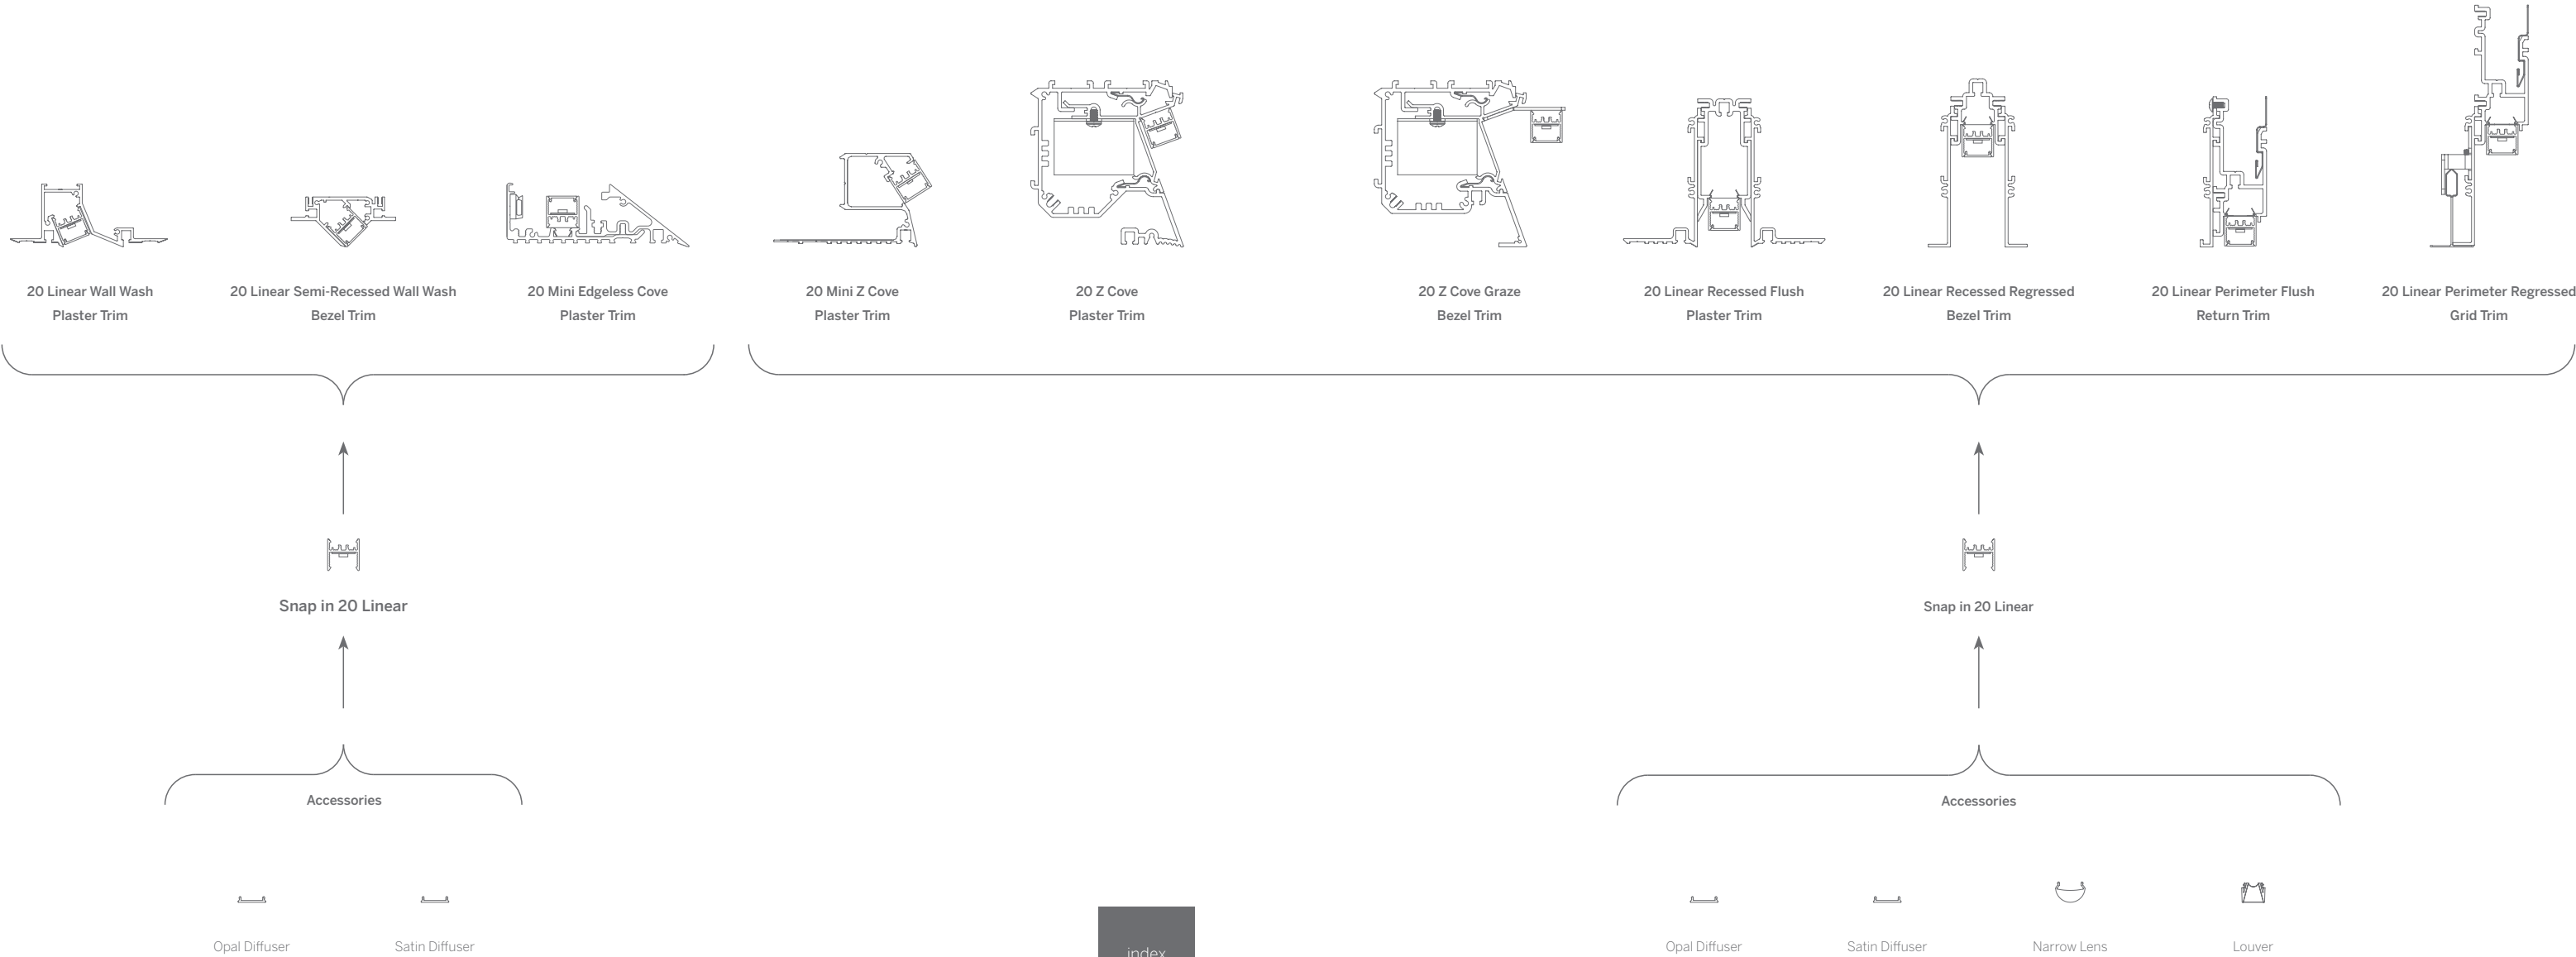 20 Linear Wall Wash
Plaster Trim
20 Linear Semi-Recessed Wall Wash
Bezel Trim
20 Mini Edgeless Cove
Plaster Trim
20 Mini Z Cove
Plaster Trim
20 Z Cove
Plaster Trim
20 Z Cove Graze
Bezel Trim
20 Linear Recessed Flush
Plaster Trim
20 Linear Recessed Regressed
Bezel Trim
20 Linear Perimeter Flush
Return Trim
20 Linear Perimeter Regressed
Grid Trim
Snap in 20 Linear
Snap in 20 Linear
Accessories
Accessories
Opal Diffuser
Satin Diffuser
index
Opal Diffuser
Satin Diffuser
Narrow Lens
Louver